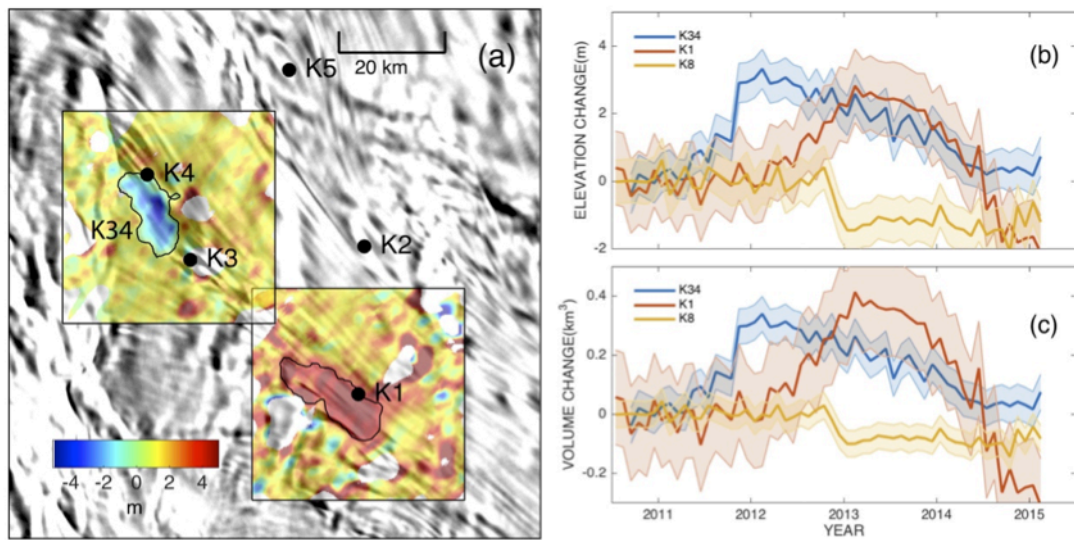 (a)
K5
20 km
K4
K34
K3
K2
K1
-4 -2 0 2 4
m
(b)
K34
K1
K8
ELEVATION CHANGE(m)
4
2
0
-2
(c)
K34
K1
K8
VOLUME CHANGE(km³)
0.4
0.2
0
-0.2
2011 2012 2013 2014 2015
YEAR